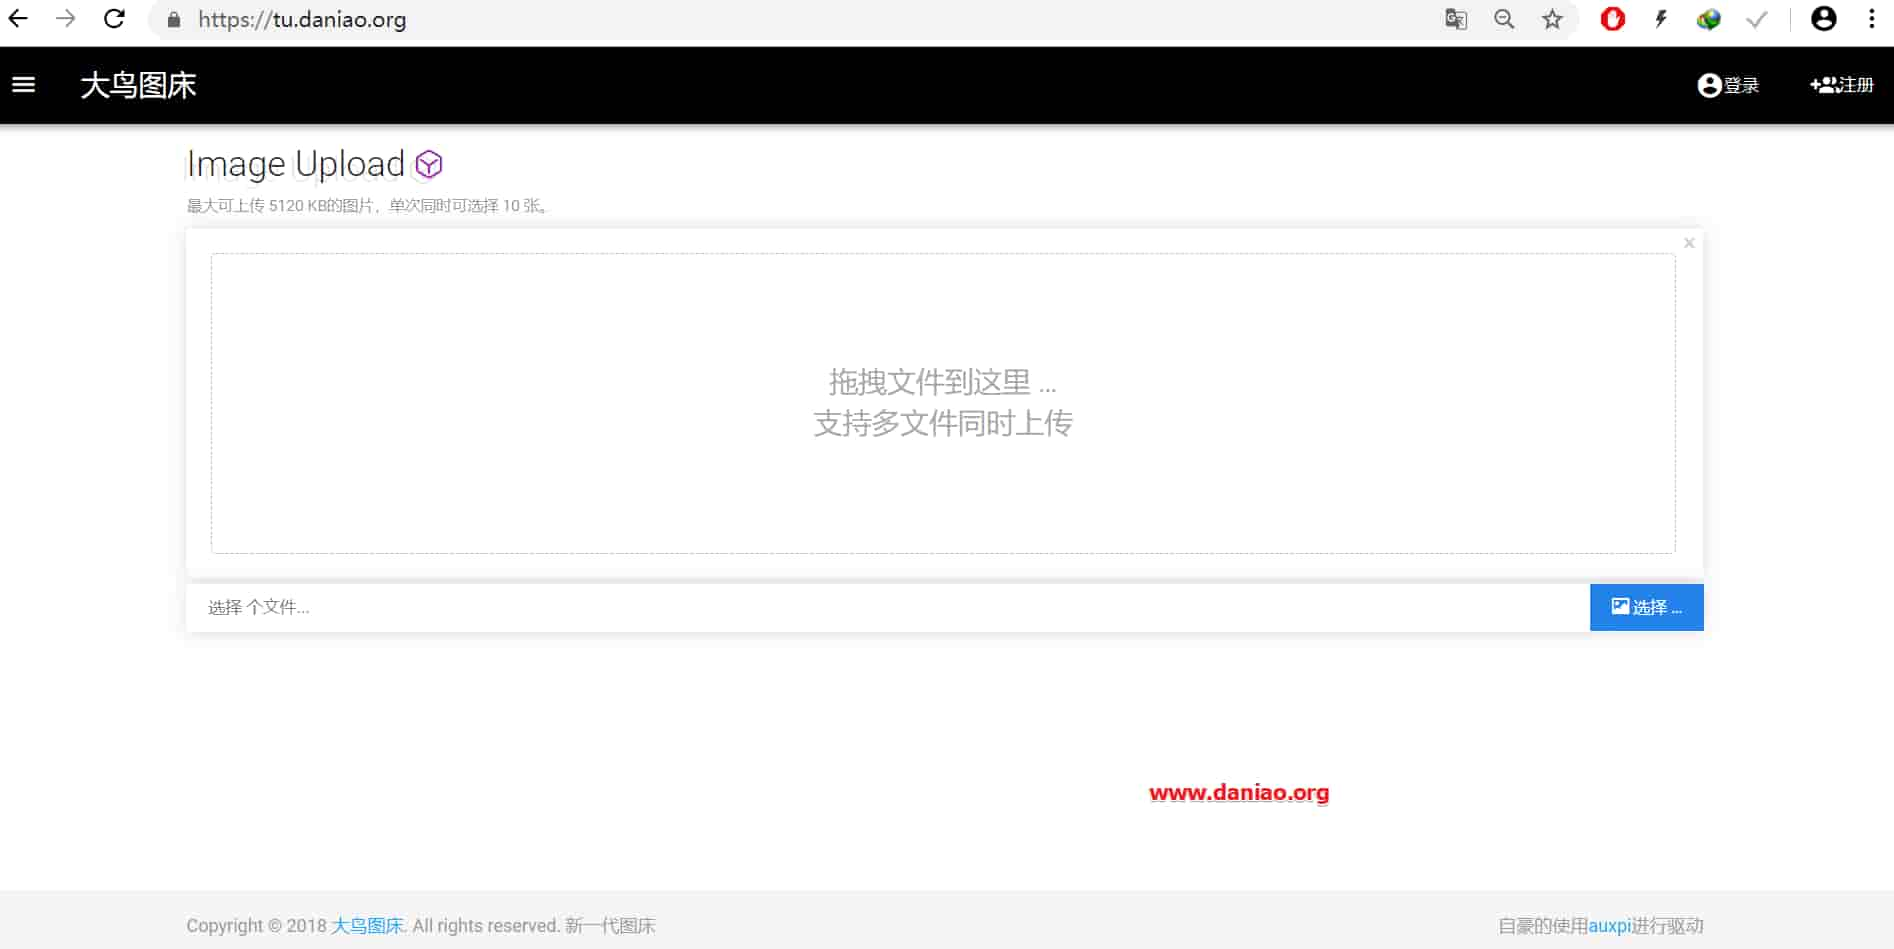 https://tu.daniao.org
大鸟图床
登录
注册
Image Upload
最大可上传 5120 KB的图片，单次同时可选择 10 张。
拖拽文件到这里 ...
支持多文件同时上传
选择 个文件...
选择 ...
www.daniao.org
Copyright © 2018 大鸟图床. All rights reserved. 新一代图床
自豪的使用auxpi进行驱动